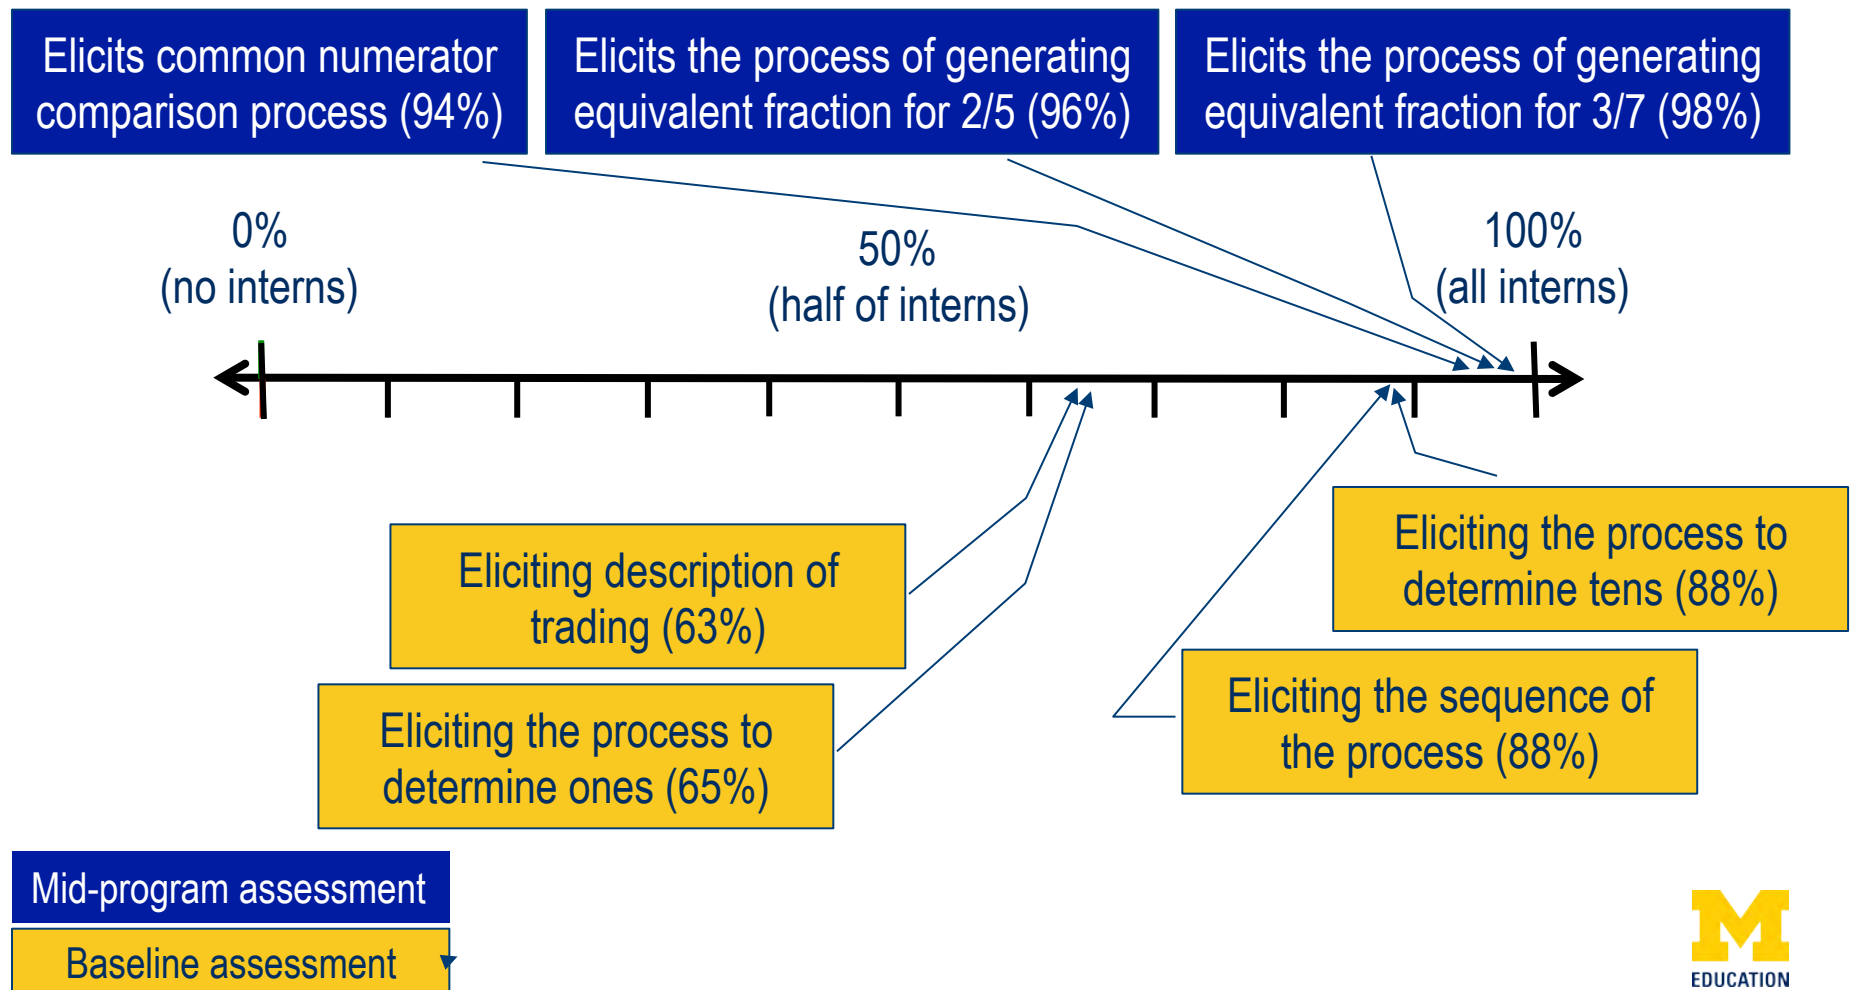 Elicits common numerator
comparison process (94%)
Elicits the process of generating
equivalent fraction for 2/5 (96%)
Elicits the process of generating
equivalent fraction for 3/7 (98%)
0%
(no interns)
50%
(half of interns)
100%
(all interns)
Eliciting description of
trading (63%)
Eliciting the process to
determine ones (65%)
Eliciting the process to
determine tens (88%)
Eliciting the sequence of
the process (88%)
Mid-program assessment
Baseline assessment
M
EDUCATION